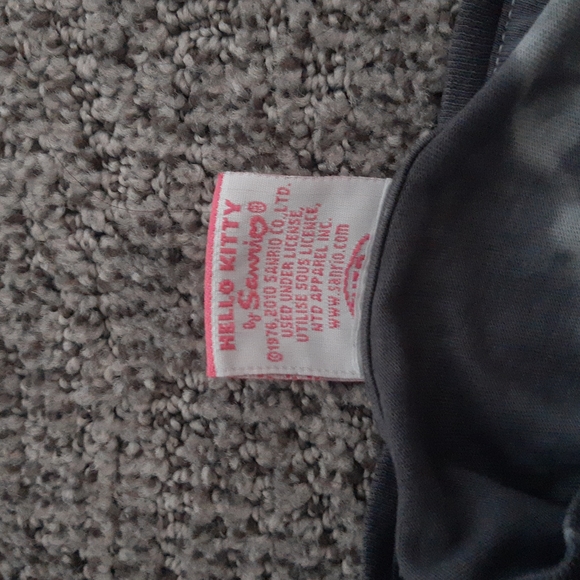 HELLO KITTY
by Sanrio®
©1976, 2010 SANRIO CO., LTD.
USED UNDER LICENSE,
UTILISE SOUS LICENCE,
NTD APPAREL INC.
www.sanrio.com